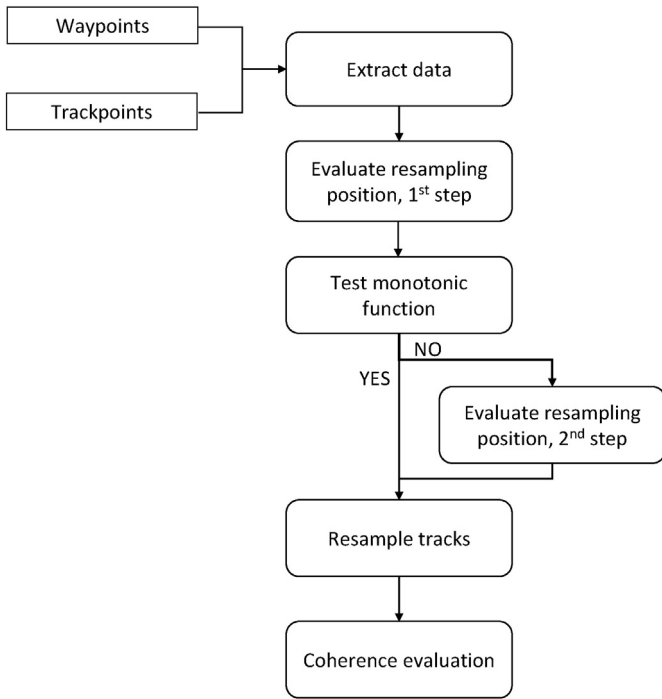 Waypoints
Trackpoints
Extract data
Evaluate resampling
position, 1st step
Test monotonic
function
NO
YES
Evaluate resampling
position, 2nd step
Resample tracks
Coherence evaluation